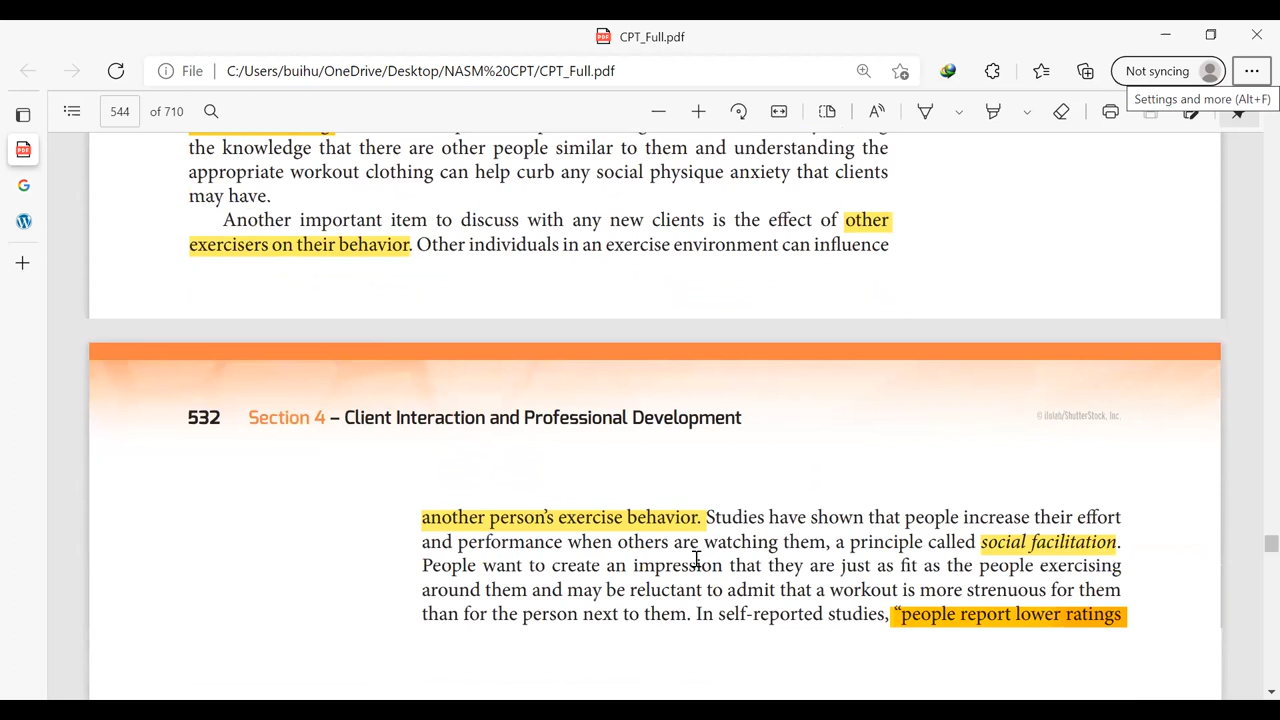 CPT_Full.pdf
File C:/Users/buihu/OneDrive/Desktop/NASM%20CPT/CPT_Full.pdf
Not syncing
Settings and more (Alt+F)
544 of 710
the knowledge that there are other people similar to them and understanding the
appropriate workout clothing can help curb any social physique anxiety that clients
may have.
Another important item to discuss with any new clients is the effect of other
exercisers on their behavior. Other individuals in an exercise environment can influence
532 Section 4 – Client Interaction and Professional Development
© ilolab/ShutterStock, Inc.
another person’s exercise behavior. Studies have shown that people increase their effort
and performance when others are watching them, a principle called social facilitation.
People want to create an impression that they are just as fit as the people exercising
around them and may be reluctant to admit that a workout is more strenuous for them
than for the person next to them. In self-reported studies, “people report lower ratings